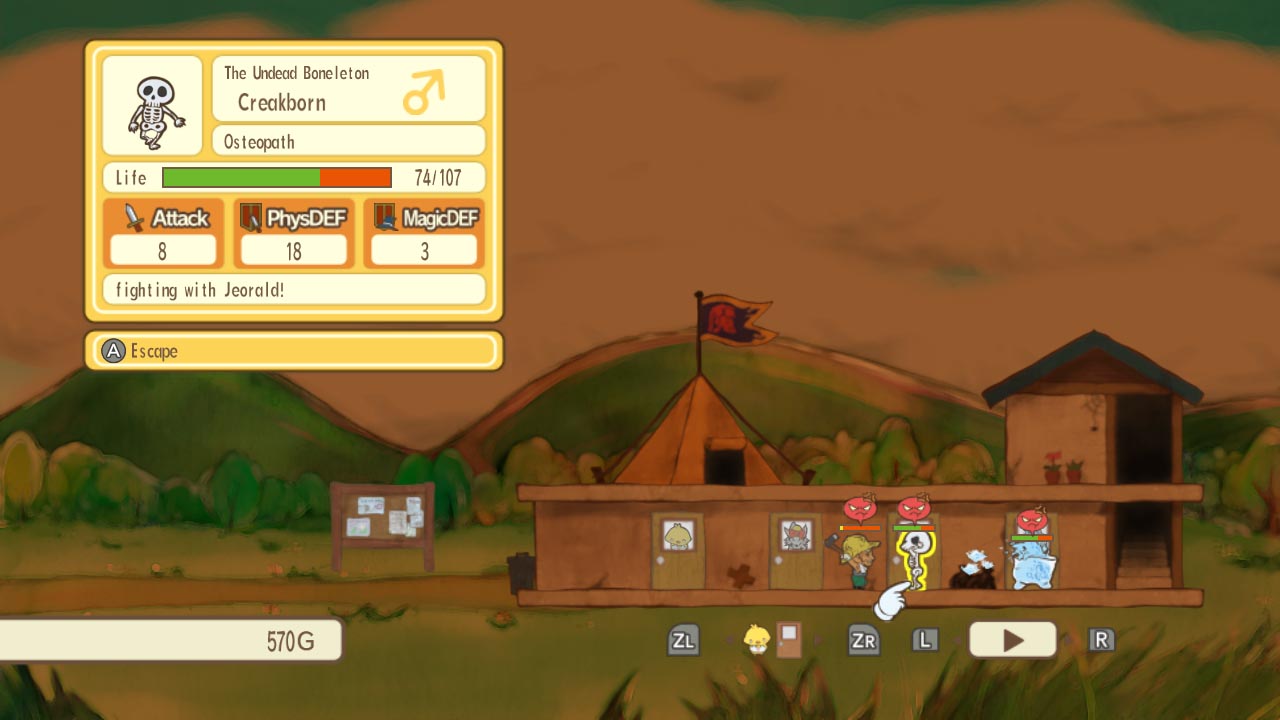 The Undead Boneleton
Creakborn
Osteopath
Life 74/107
Attack PhysDEF MagicDEF
8 18 3
fighting with Jeorald!
A Escape
570G
ZL ZR L R